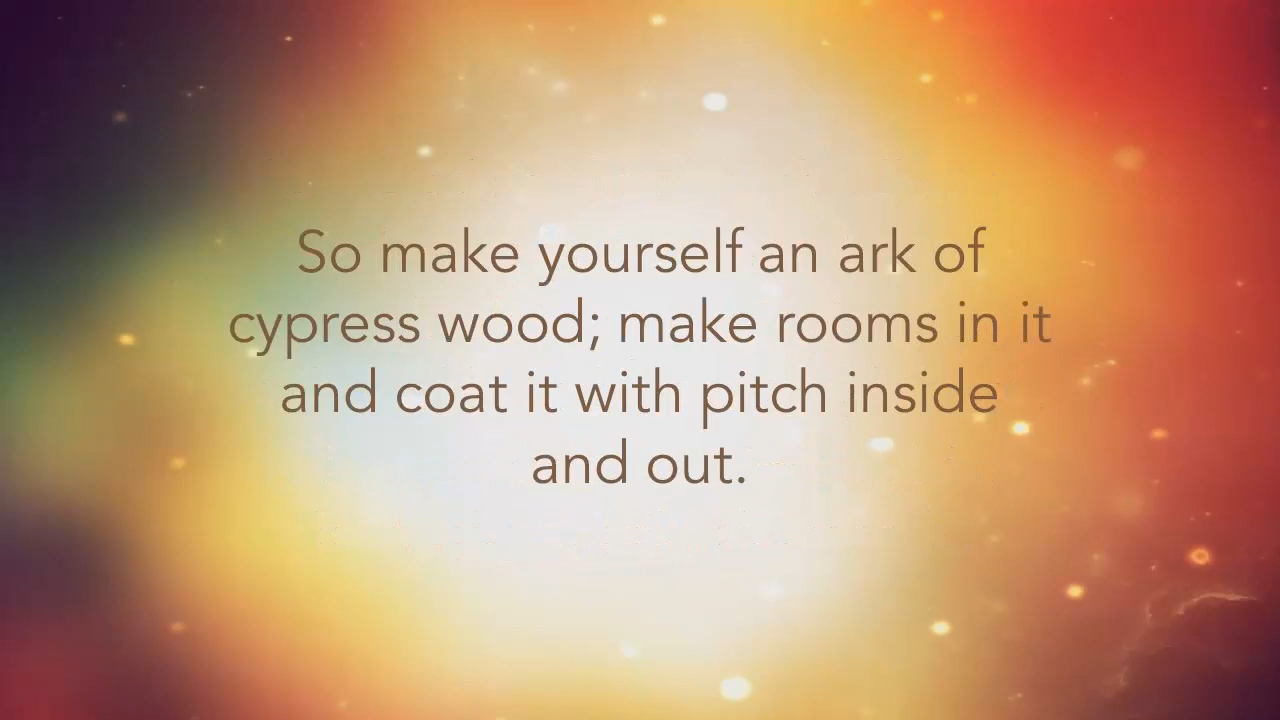 So make yourself an ark of
cypress wood; make rooms in it
and coat it with pitch inside
and out.